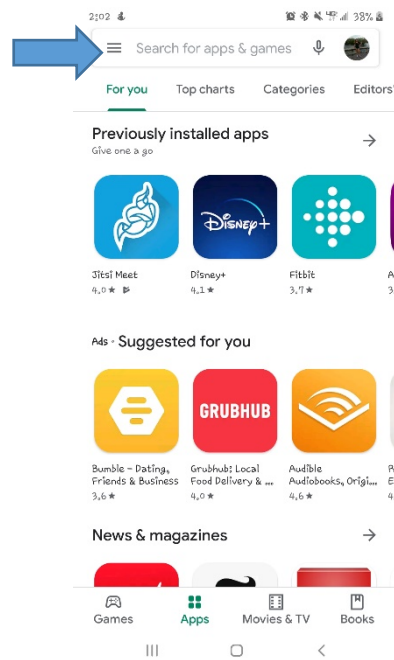 2:02
38%
Search for apps & games
For you Top charts Categories Editors'
Previously installed apps
Give one a go
DISNEP+
Jitsi Meet Disney+ Fitbit A
4.0 ★ 4.1 ★ 3.7 ★ 3
Ads · Suggested for you
GRUBHUB
Bumble - Dating, Grubhub: Local Audible P
Friends & Business Food Delivery & ... Audiobooks, Origi... E
3.6 ★ 4.0 ★ 4.6 ★ 4
News & magazines
Games Apps Movies & TV Books